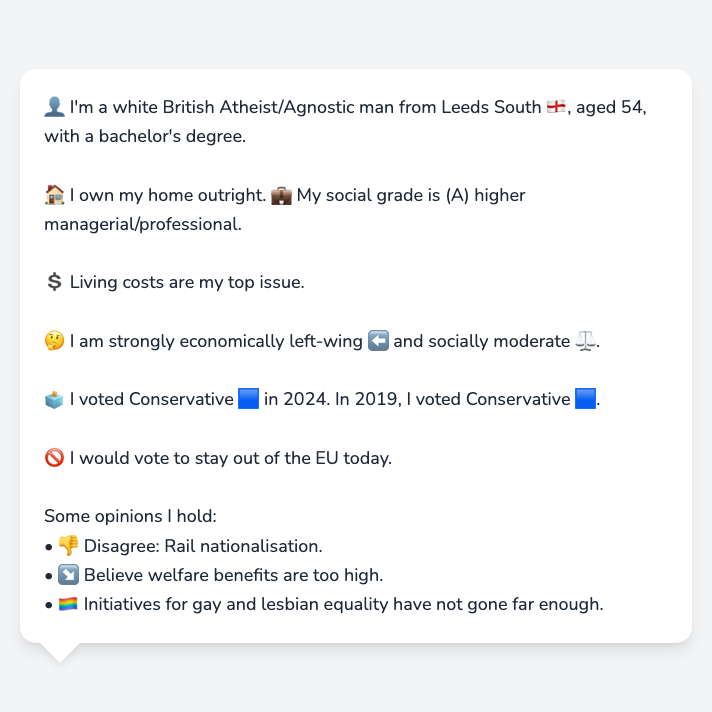 👤 I'm a white British Atheist/Agnostic man from Leeds South 🏴󠁧󠁢󠁥󠁮󠁧󠁿, aged 54,
with a bachelor's degree.
🏠 I own my home outright. 💼 My social grade is (A) higher
managerial/professional.
💲 Living costs are my top issue.
🤔 I am strongly economically left-wing ⬅️ and socially moderate ⚖️.
🗳️ I voted Conservative 🟦 in 2024. In 2019, I voted Conservative 🟦.
🚫 I would vote to stay out of the EU today.
Some opinions I hold:
• 👎 Disagree: Rail nationalisation.
• ↘️ Believe welfare benefits are too high.
• 🏳️‍🌈 Initiatives for gay and lesbian equality have not gone far enough.